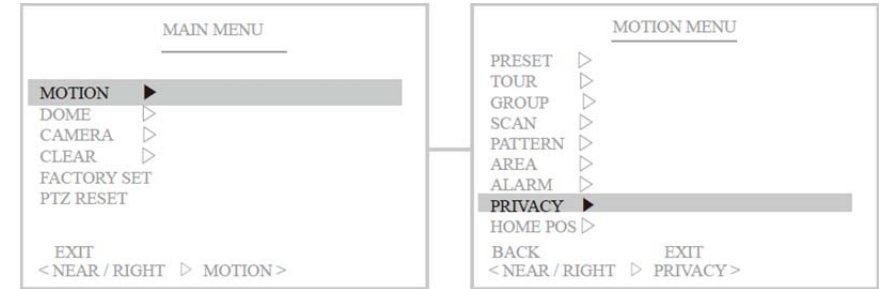 MAIN MENU
MOTION ▶
DOME ▷
CAMERA ▷
CLEAR ▷
FACTORY SET
PTZ RESET
EXIT
< NEAR / RIGHT ▷ MOTION >
MOTION MENU
PRESET ▷
TOUR ▷
GROUP ▷
SCAN ▷
PATTERN ▷
AREA ▷
ALARM ▷
PRIVACY ▶
HOME POS ▷
BACK EXIT
< NEAR / RIGHT ▷ PRIVACY >